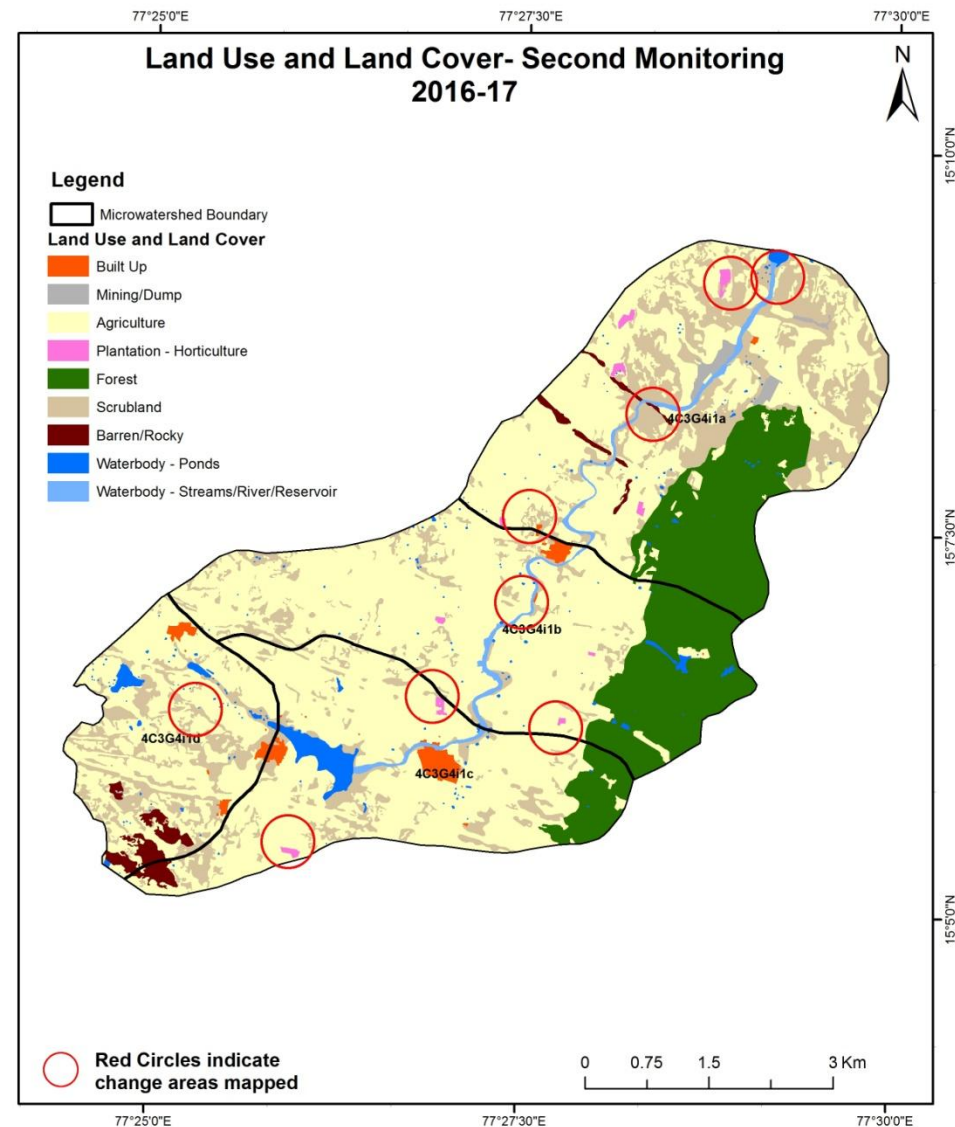 77°25'0"E
77°27'30"E
77°30'0"E
Land Use and Land Cover- Second Monitoring
2016-17
N
15°10'0"N
Legend
Microwatershed Boundary
Land Use and Land Cover
Built Up
Mining/Dump
Agriculture
Plantation - Horticulture
Forest
Scrubland
Barren/Rocky
Waterbody - Ponds
Waterbody - Streams/River/Reservoir
4C3G4i1a
15°7'30"N
4C3G4i1b
4C3G4i1d
4C3G4i1c
15°5'0"N
Red Circles indicate
change areas mapped
0 0.75 1.5 3 Km
77°25'0"E
77°27'30"E
77°30'0"E